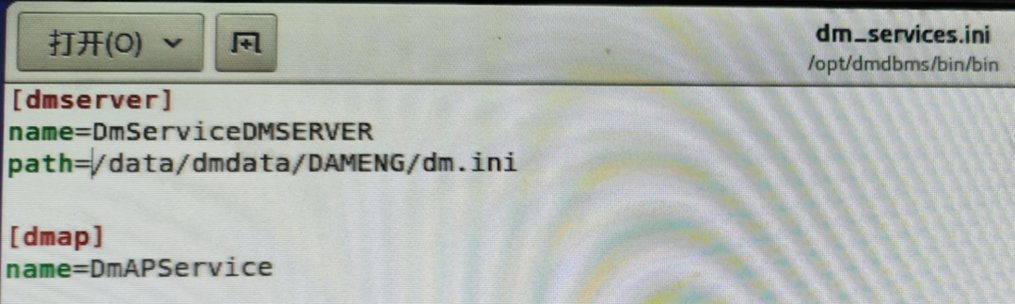 打开(O)
dm_services.ini
/opt/dmdbms/bin/bin
[dmserver]
name=DmServiceDMSERVER
path=/data/dmdata/DAMENG/dm.ini
[dmap]
name=DmAPService